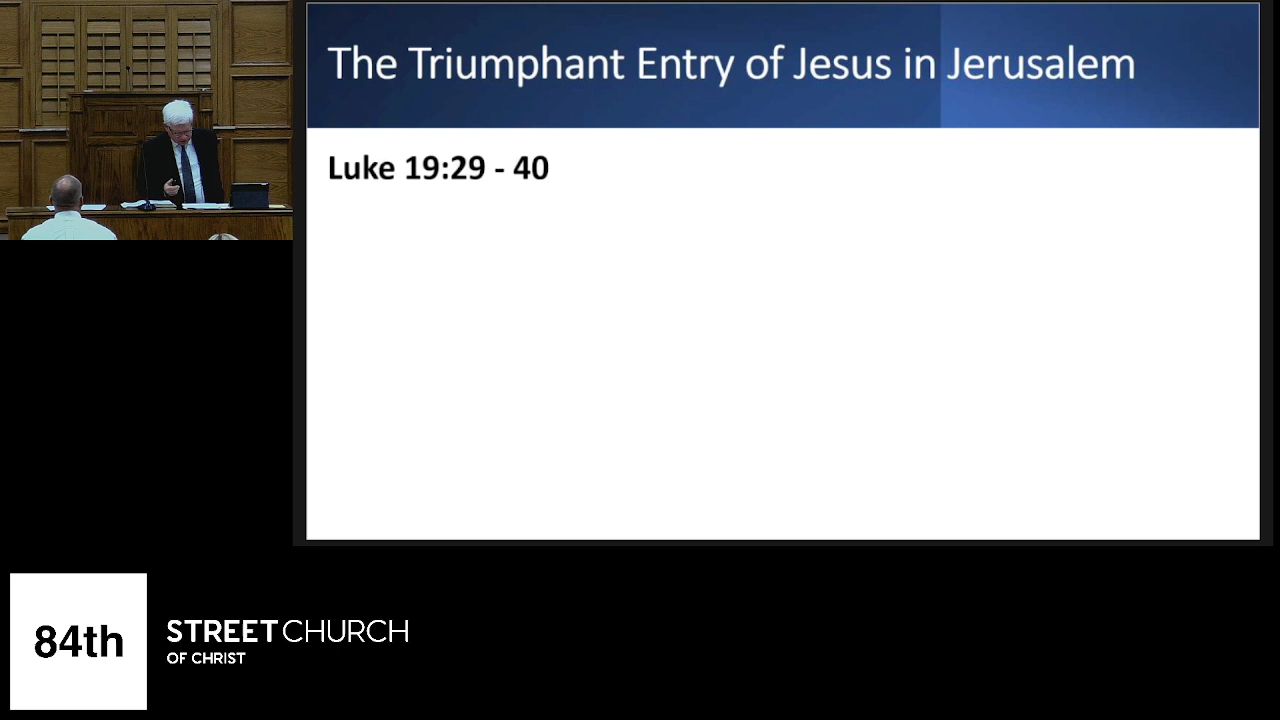 The Triumphant Entry of Jesus in Jerusalem
Luke 19:29 - 40
84th
STREET CHURCH
OF CHRIST